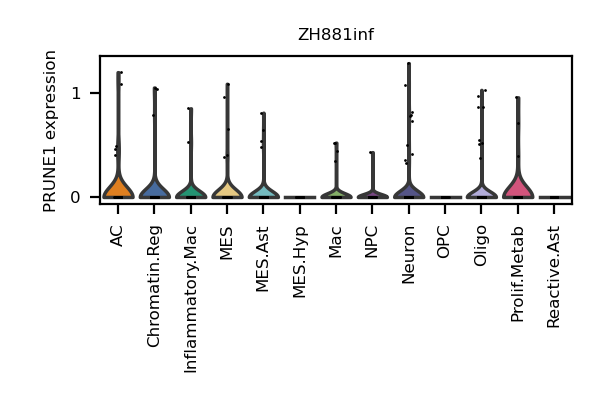 ZH881inf
PRUNE1 expression
1
0
AC
Chromatin.Reg
Inflammatory.Mac
MES
MES.Ast
MES.Hyp
Mac
NPC
Neuron
OPC
Oligo
Prolif.Metab
Reactive.Ast